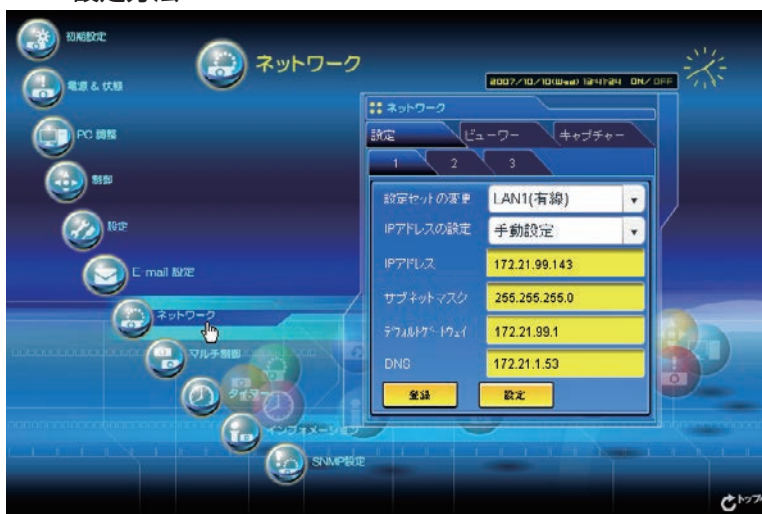 初期設定
電源 & 状態
PC 調整
制御
設定
E mail 設定
ネットワーク
マルチ制御
タイマー
インフォメーション
SNMP設定
ネットワーク
2007/10/10(Wed) 12:41:24 ON/OFF
ネットワーク
設定 ビューワー キャプチャー
1 2 3
設定セットの変更 LAN1(有線)
IPアドレスの設定 手動設定
IPアドレス 172.21.99.143
サブネットマスク 255.255.255.0
デフォルトゲートウェイ 172.21.99.1
DNS 172.21.1.53
登録 設定
トップ